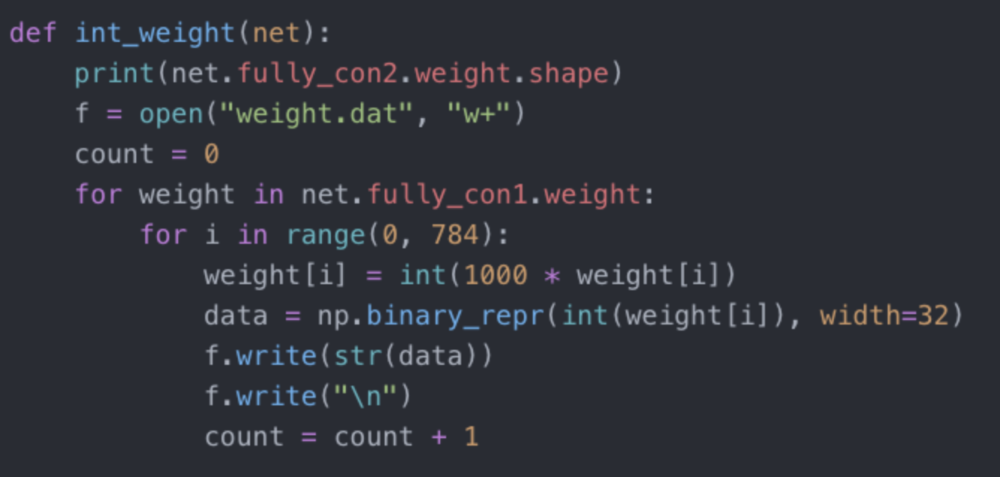 def int_weight(net):
    print(net.fully_con2.weight.shape)
    f = open("weight.dat", "w+")
    count = 0
    for weight in net.fully_con1.weight:
        for i in range(0, 784):
            weight[i] = int(1000 * weight[i])
            data = np.binary_repr(int(weight[i]), width=32)
            f.write(str(data))
            f.write("\n")
            count = count + 1